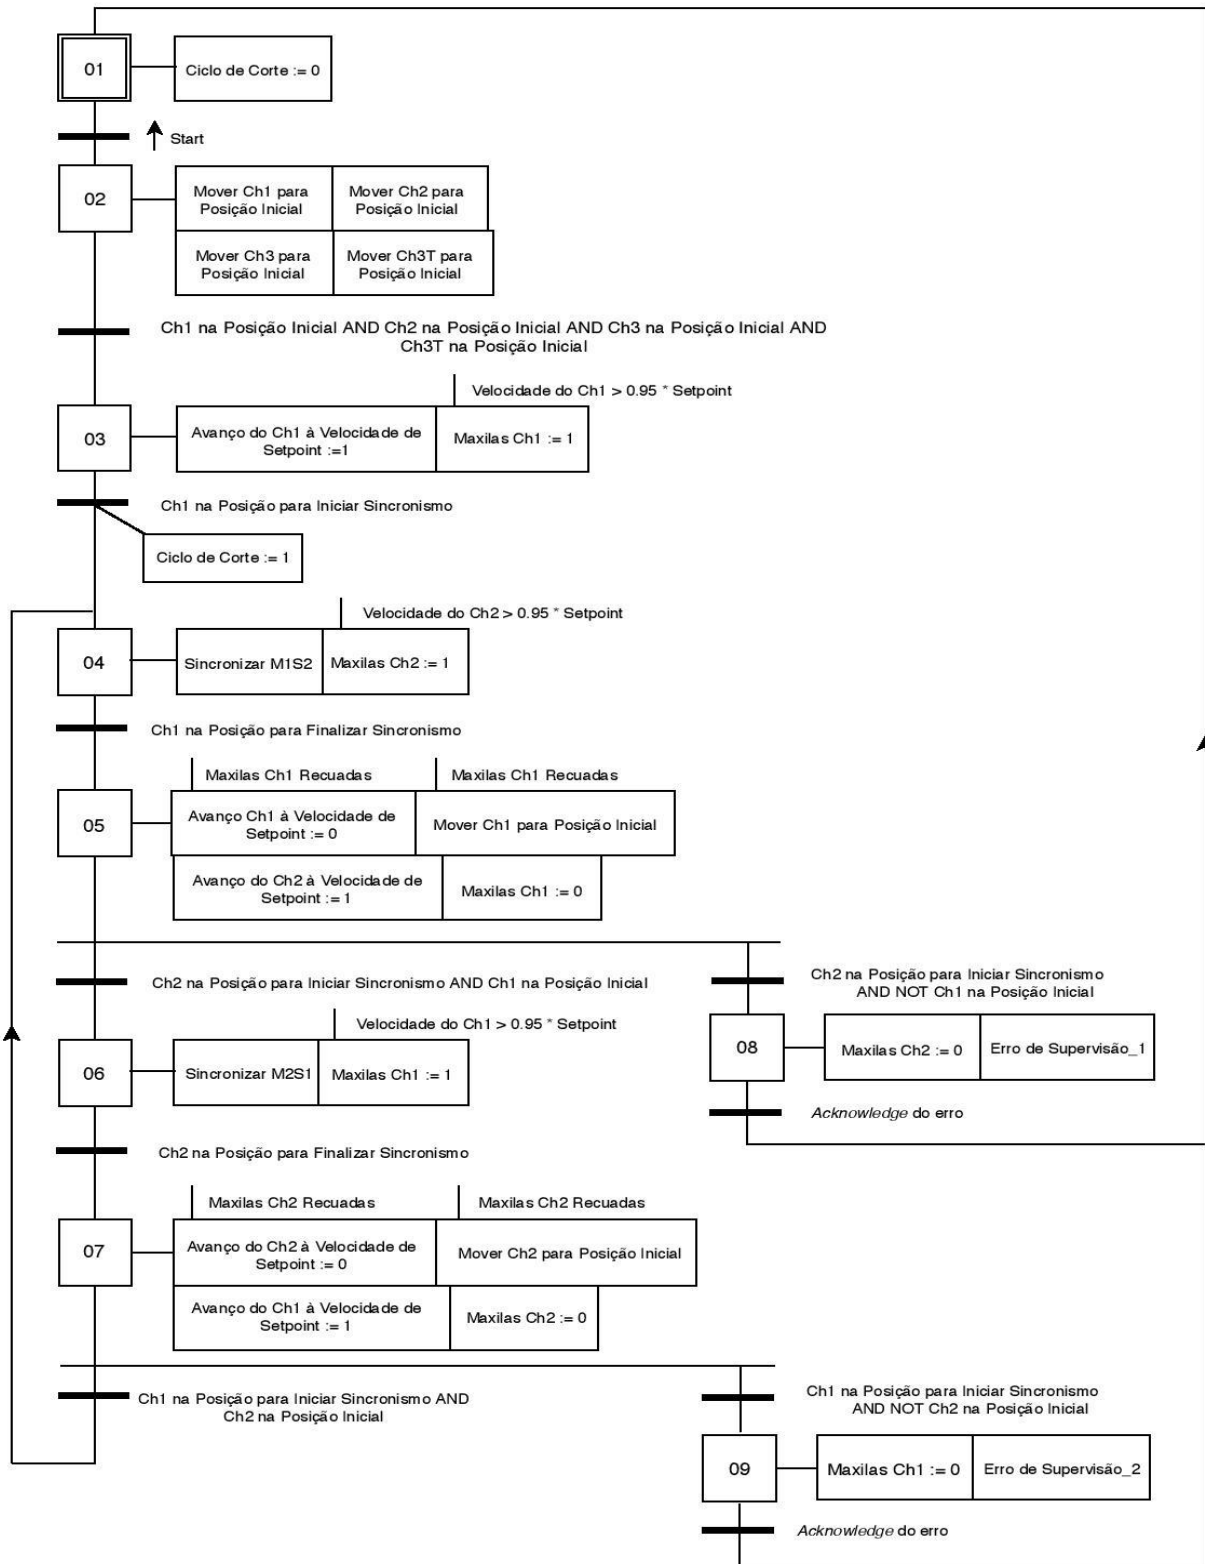 01
Ciclo de Corte := 0
Start
02
Mover Ch1 para
Posição Inicial
Mover Ch2 para
Posição Inicial
Mover Ch3 para
Posição Inicial
Mover Ch3T para
Posição Inicial
Ch1 na Posição Inicial AND Ch2 na Posição Inicial AND Ch3 na Posição Inicial AND
Ch3T na Posição Inicial
Velocidade do Ch1 > 0.95 * Setpoint
03
Avanço do Ch1 à Velocidade de
Setpoint :=1
Maxilas Ch1 := 1
Ch1 na Posição para Iniciar Sincronismo
Ciclo de Corte := 1
Velocidade do Ch2 > 0.95 * Setpoint
04
Sincronizar M1S2
Maxilas Ch2 := 1
Ch1 na Posição para Finalizar Sincronismo
Maxilas Ch1 Recuadas
Maxilas Ch1 Recuadas
05
Avanço Ch1 à Velocidade de
Setpoint := 0
Mover Ch1 para Posição Inicial
Avanço do Ch2 à Velocidade de
Setpoint := 1
Maxilas Ch1 := 0
Ch2 na Posição para Iniciar Sincronismo AND Ch1 na Posição Inicial
Ch2 na Posição para Iniciar Sincronismo
AND NOT Ch1 na Posição Inicial
Velocidade do Ch1 > 0.95 * Setpoint
06
Sincronizar M2S1
Maxilas Ch1 := 1
08
Maxilas Ch2 := 0
Erro de Supervisão_1
Acknowledge do erro
Ch2 na Posição para Finalizar Sincronismo
Maxilas Ch2 Recuadas
Maxilas Ch2 Recuadas
07
Avanço do Ch2 à Velocidade de
Setpoint := 0
Mover Ch2 para Posição Inicial
Avanço do Ch1 à Velocidade de
Setpoint := 1
Maxilas Ch2 := 0
Ch1 na Posição para Iniciar Sincronismo AND
Ch2 na Posição Inicial
Ch1 na Posição para Iniciar Sincronismo
AND NOT Ch2 na Posição Inicial
09
Maxilas Ch1 := 0
Erro de Supervisão_2
Acknowledge do erro